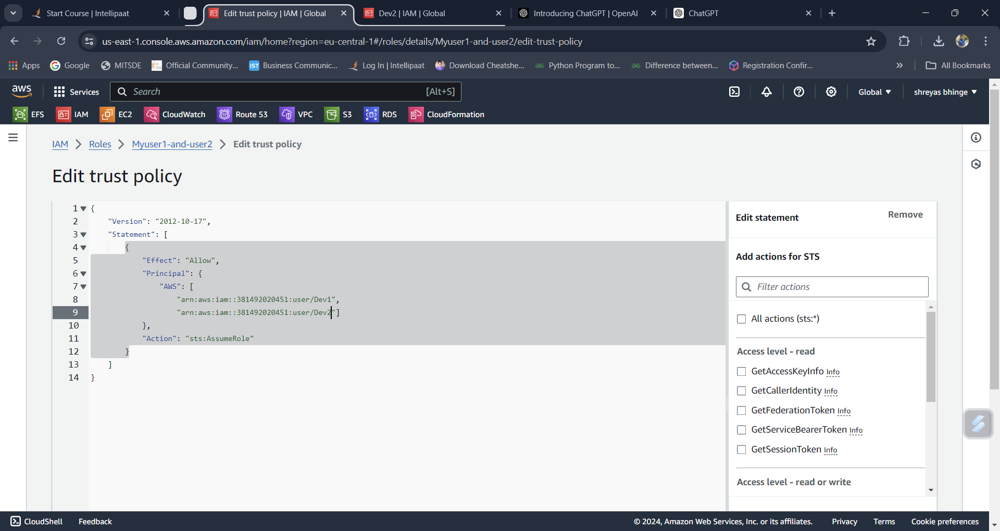 Start Course | Intellipaat
Edit trust policy | IAM | Global
Dev2 | IAM | Global
Introducing ChatGPT | OpenAI
ChatGPT
us-east-1.console.aws.amazon.com/iam/home?region=eu-central-1#/roles/details/Myuser1-and-user2/edit-trust-policy
Apps
Google
MITSDE
Official Community...
IST Business Communic...
Log In | Intellipaat
Download Cheatshe...
Python Program to...
Difference between...
Registration Confir...
All Bookmarks
aws
Services
Search
[Alt+S]
Global
shreyas bhinge
EFS
IAM
EC2
CloudWatch
53 Route 53
VPC
S3
RDS
CloudFormation
IAM
Roles
Myuser1-and-user2
Edit trust policy
Edit trust policy
1 {
2 "Version": "2012-10-17",
3 "Statement": [
4 {
5 "Effect": "Allow",
6 "Principal": {
7 "AWS": [
8 "arn:aws:iam::381492020451:user/Dev1",
9 "arn:aws:iam::381492020451:user/Dev2"]
10 },
11 "Action": "sts:AssumeRole"
12 }
13 ]
14 }
Edit statement
Remove
Add actions for STS
Filter actions
All actions (sts:*)
Access level - read
GetAccessKeyInfo Info
GetCallerIdentity Info
GetFederationToken Info
GetServiceBearerToken Info
GetSessionToken Info
Access level - read or write
CloudShell
Feedback
© 2024, Amazon Web Services, Inc. or its affiliates.
Privacy
Terms
Cookie preferences